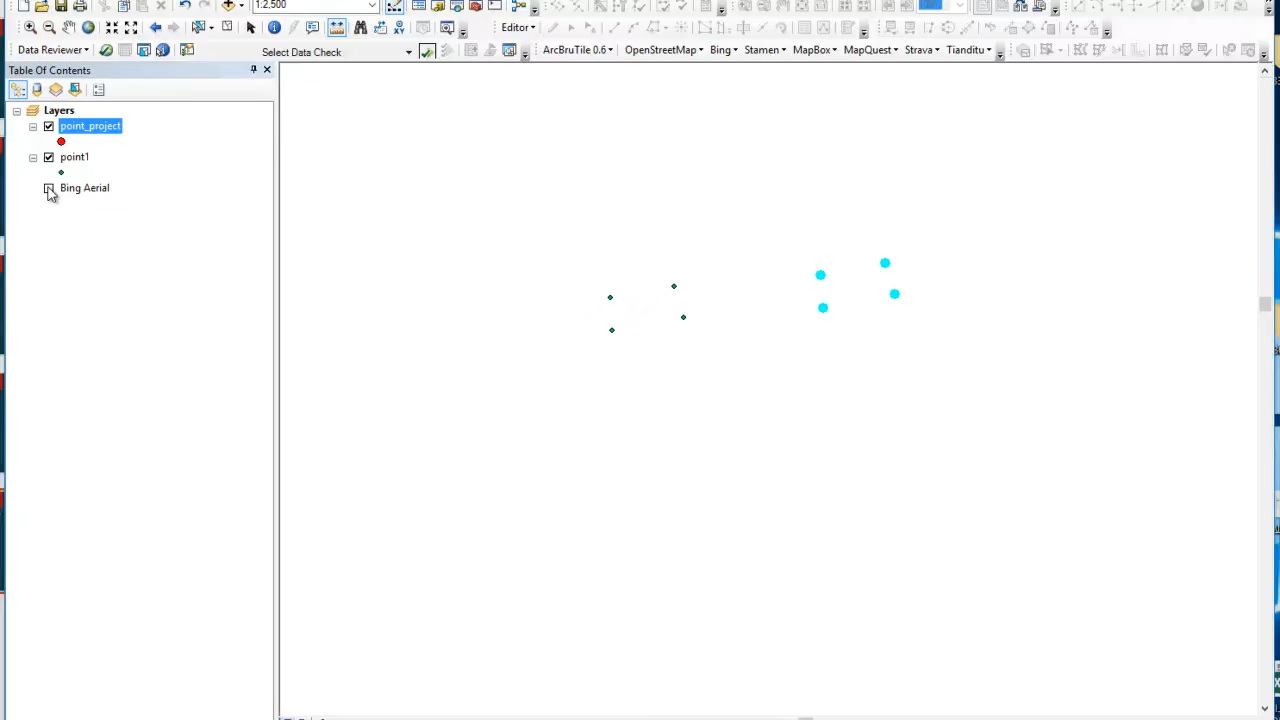 1:2,500
Editor
Data Reviewer
Select Data Check
ArcBruTile 0.6 OpenStreetMap Bing Stamen MapBox MapQuest Strava Tianditu
Table Of Contents
Layers
point_project
point1
Bing Aerial